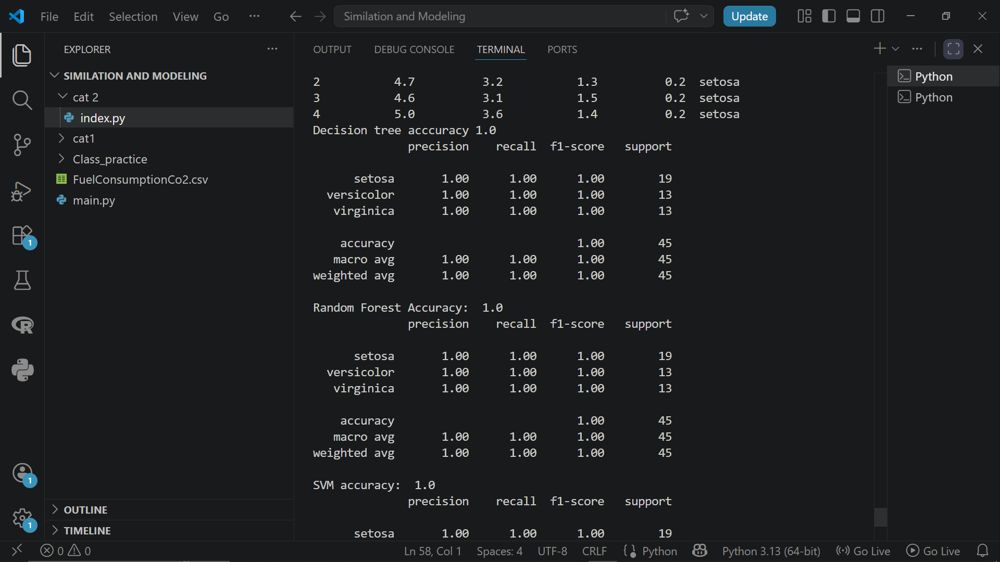 File Edit Selection View Go ··· Similation and Modeling Update
EXPLORER ···
SIMILATION AND MODELING
cat 2
index.py
cat1
Class_practice
FuelConsumptionCo2.csv
main.py
1
1
1
OUTLINE
TIMELINE
OUTPUT DEBUG CONSOLE TERMINAL PORTS
2 4.7 3.2 1.3 0.2 setosa
3 4.6 3.1 1.5 0.2 setosa
4 5.0 3.6 1.4 0.2 setosa
Decision tree acccuracy 1.0
precision recall f1-score support
setosa 1.00 1.00 1.00 19
versicolor 1.00 1.00 1.00 13
virginica 1.00 1.00 1.00 13
accuracy 1.00 45
macro avg 1.00 1.00 1.00 45
weighted avg 1.00 1.00 1.00 45
Random Forest Accuracy: 1.0
precision recall f1-score support
setosa 1.00 1.00 1.00 19
versicolor 1.00 1.00 1.00 13
virginica 1.00 1.00 1.00 13
accuracy 1.00 45
macro avg 1.00 1.00 1.00 45
weighted avg 1.00 1.00 1.00 45
SVM accuracy: 1.0
precision recall f1-score support
setosa 1.00 1.00 1.00 19
Python
Python
0 0 Ln 58, Col 1 Spaces: 4 UTF-8 CRLF Python Python 3.13 (64-bit) Go Live Go Live